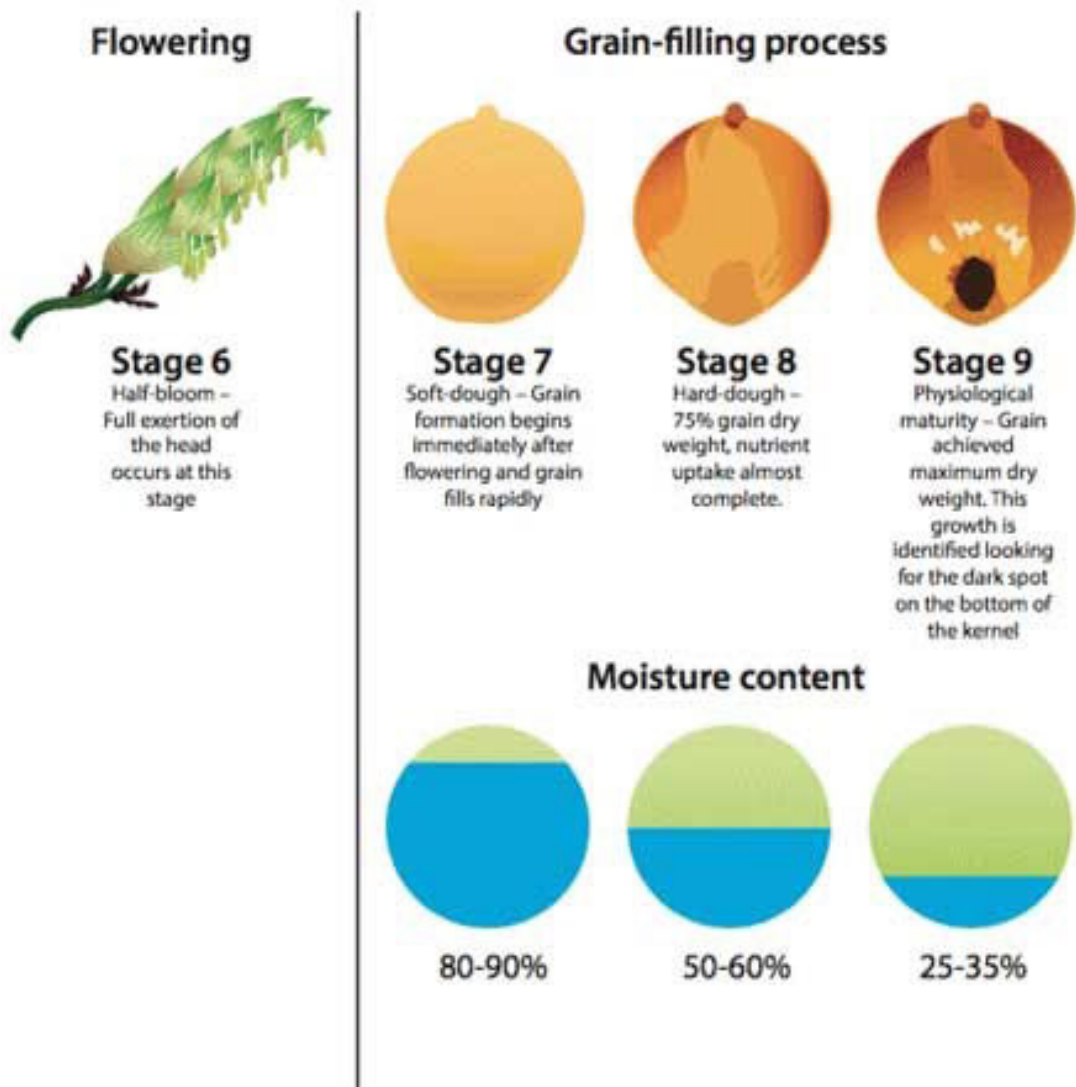 Flowering
Stage 6
Half-bloom –
Full exertion of
the head
occurs at this
stage
Grain-filling process
Stage 7
Soft-dough – Grain
formation begins
immediately after
flowering and grain
fills rapidly
Stage 8
Hard-dough –
75% grain dry
weight, nutrient
uptake almost
complete.
Stage 9
Physiological
maturity – Grain
achieved
maximum dry
weight. This
growth is
identified looking
for the dark spot
on the bottom of
the kernel
Moisture content
80-90%
50-60%
25-35%